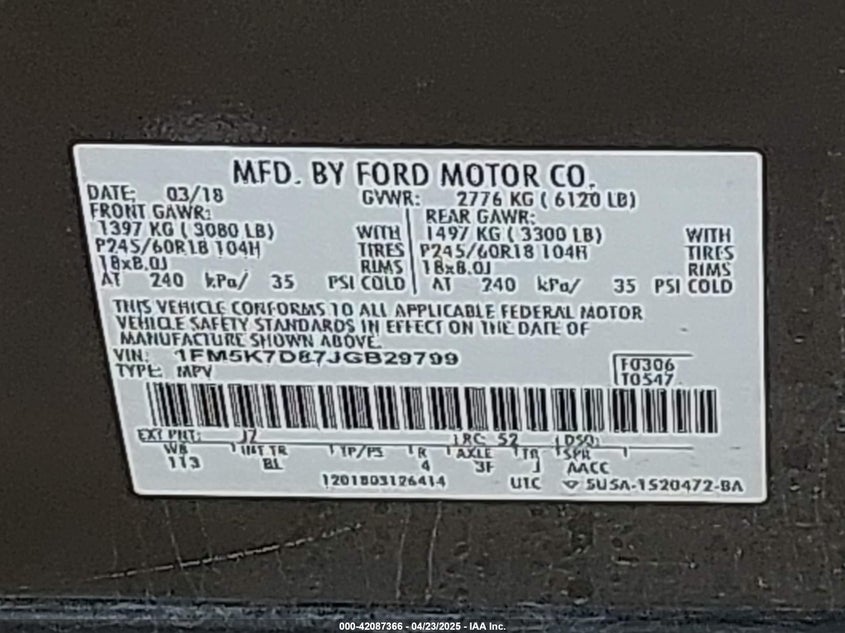 MFD. BY FORD MOTOR CO.
DATE: 03/18 GVWR: 2776 KG ( 6120 LB)
FRONT GAWR: REAR GAWR:
1397 KG ( 3080 LB) WITH 1497 KG ( 3300 LB) WITH
P245/60R18 104H TIRES P245/60R18 104H TIRES
18x8.0J RIMS 18x8.0J RIMS
AT 240 kPa/ 35 PSI COLD AT 240 kPa/ 35 PSI COLD
THIS VEHICLE CONFORMS TO ALL APPLICABLE FEDERAL MOTOR
VEHICLE SAFETY STANDARDS IN EFFECT ON THE DATE OF
MANUFACTURE SHOWN ABOVE.
VIN: 1FM5K7D87JGB29799 F0306
TYPE: MPV T0547
EXT PNT: J7 RC: 52 DSO:
WB INT TR TP/PS R AXLE TR SPR
113 BL 4 3F J AACC
1201803126414 UTC ▽ 5U5A-1520472-BA
000-42087366 - 04/23/2025 - IAA Inc.